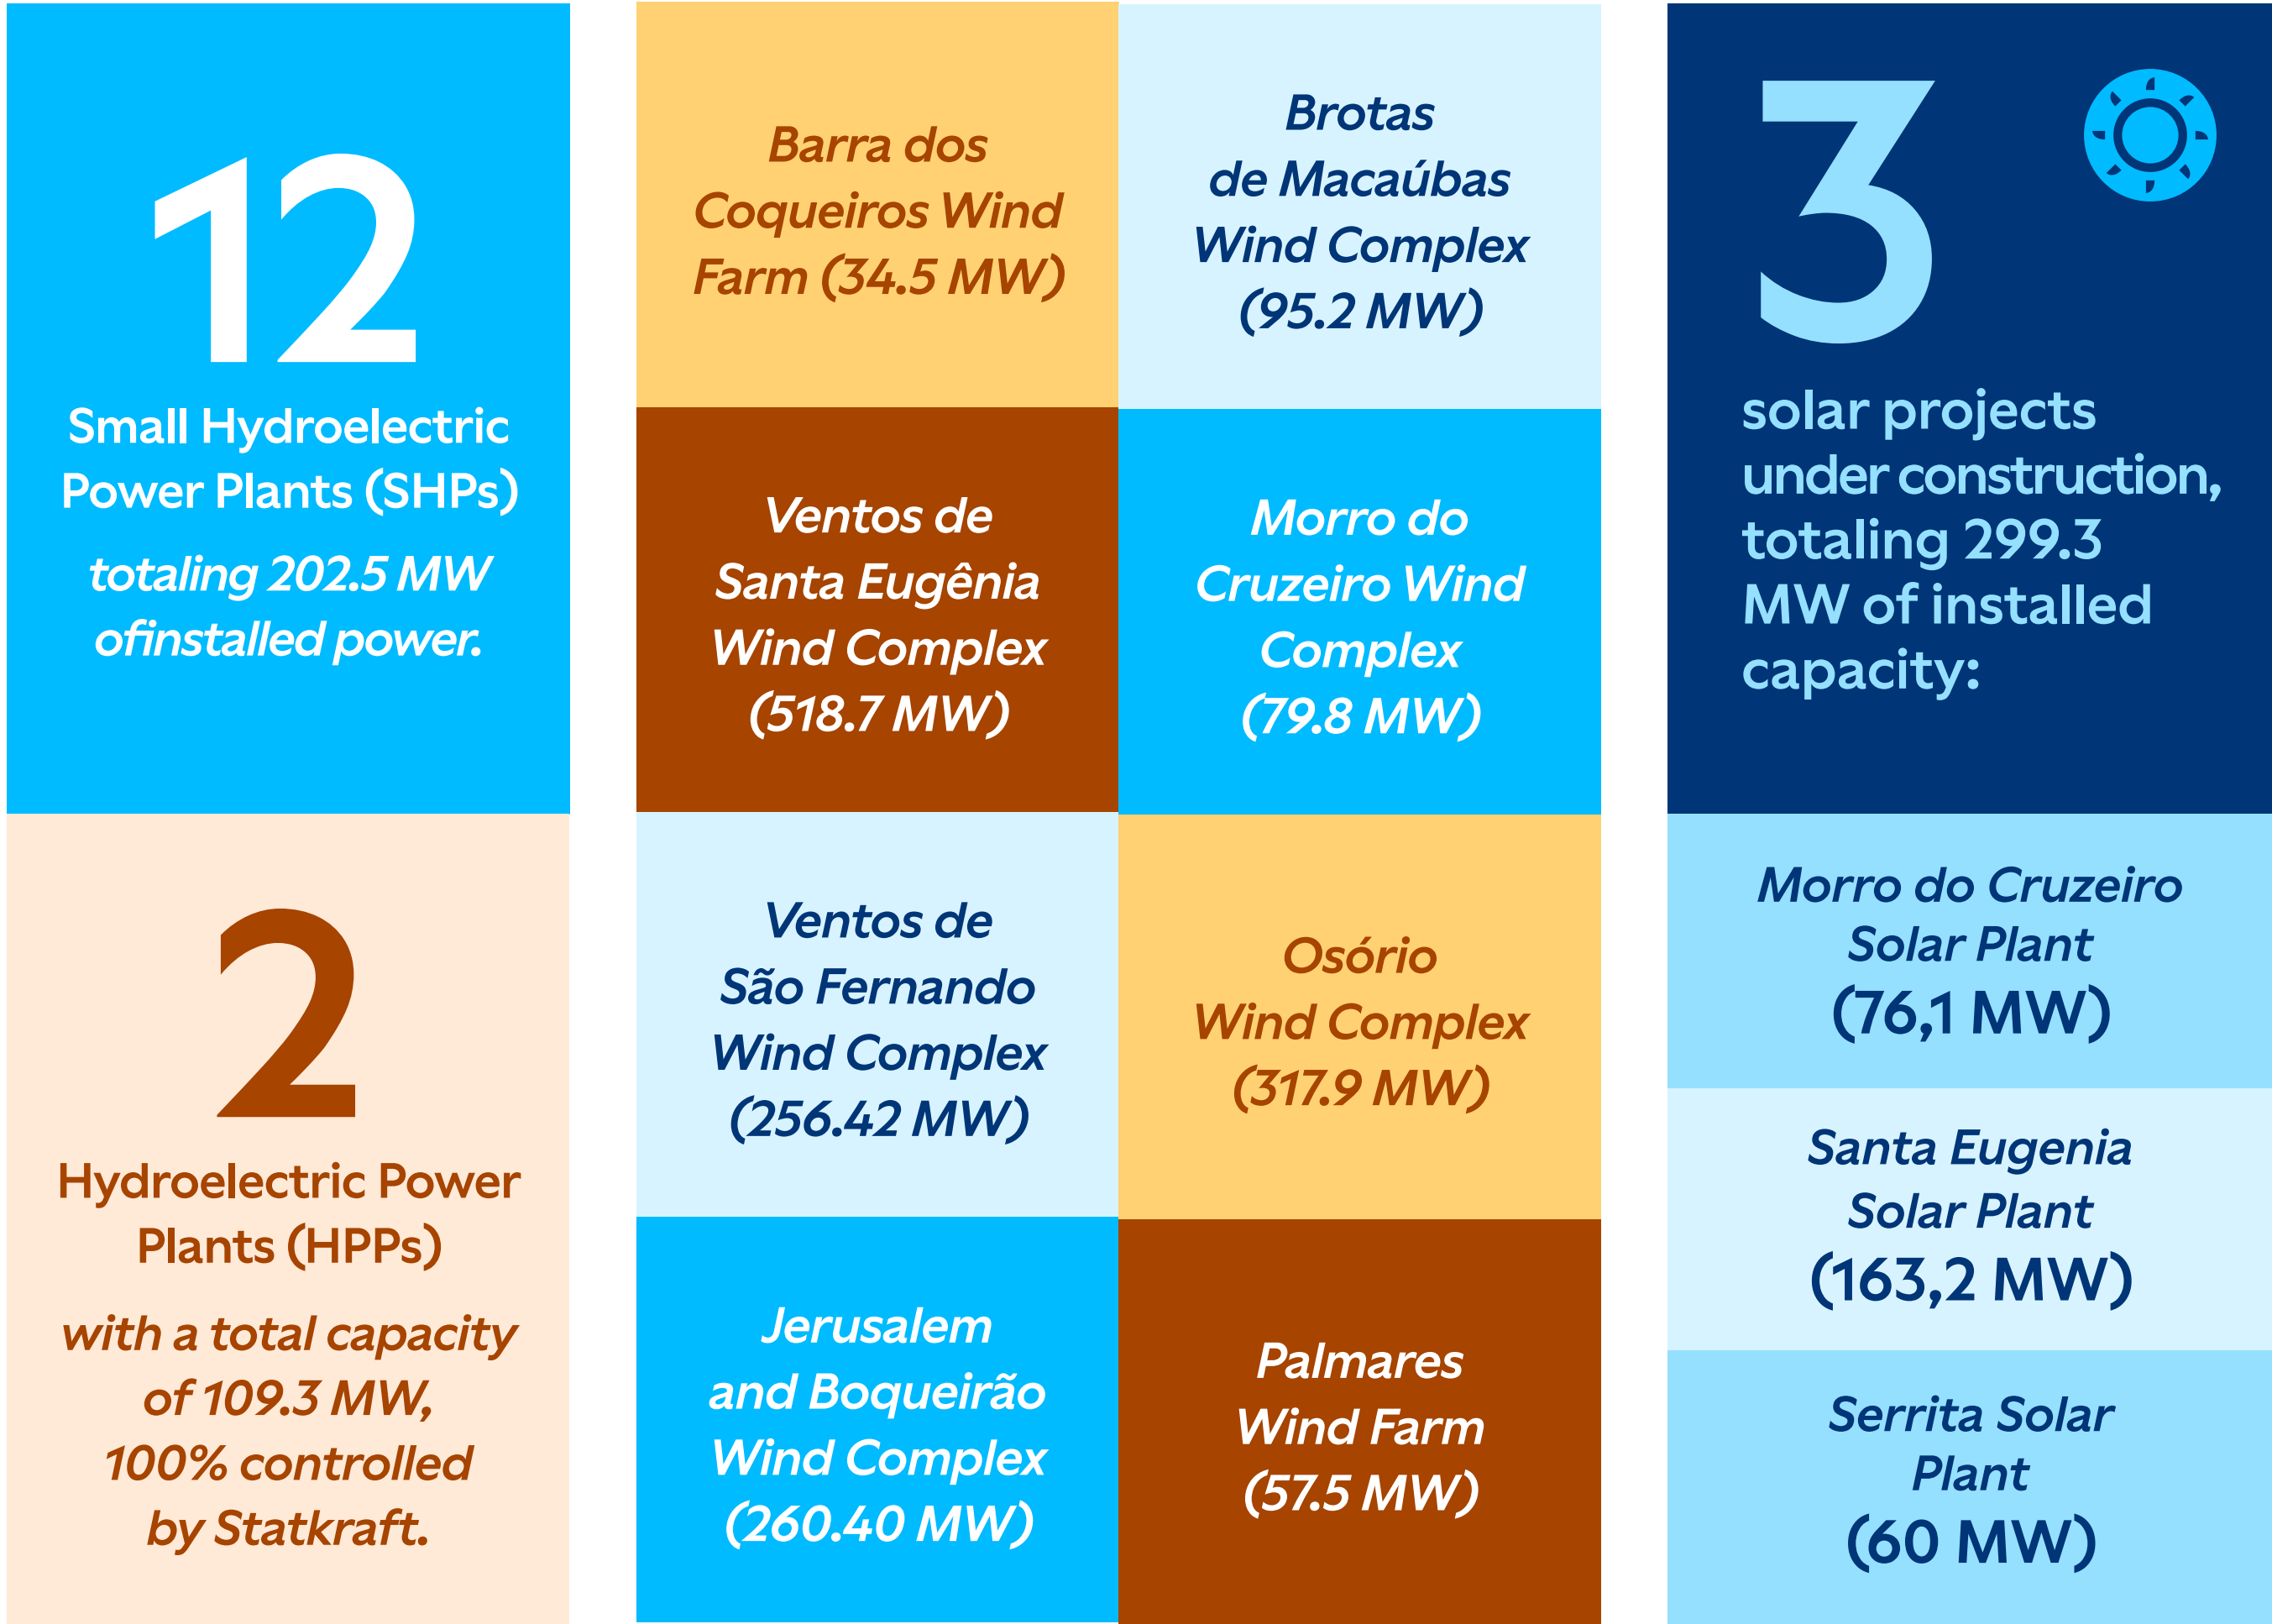 12
Small Hydroelectric
Power Plants (SHPs)
totaling 202.5 MW
ofinstalled power.
2
Hydroelectric Power
Plants (HPPs)
with a total capacity
of 109.3 MW,
100% controlled
by Statkraft.
Barra dos
Coqueiros Wind
Farm (34.5 MW)
Brotas
de Macaúbas
Wind Complex
(95.2 MW)
Ventos de
Santa Eugênia
Wind Complex
(518.7 MW)
Morro do
Cruzeiro Wind
Complex
(79.8 MW)
Ventos de
São Fernando
Wind Complex
(256.42 MW)
Osório
Wind Complex
(317.9 MW)
Jerusalem
and Boqueirão
Wind Complex
(260.40 MW)
Palmares
Wind Farm
(57.5 MW)
3
solar projects
under construction,
totaling 299.3
MW of installed
capacity:
Morro do Cruzeiro
Solar Plant
(76,1 MW)
Santa Eugenia
Solar Plant
(163,2 MW)
Serrita Solar
Plant
(60 MW)